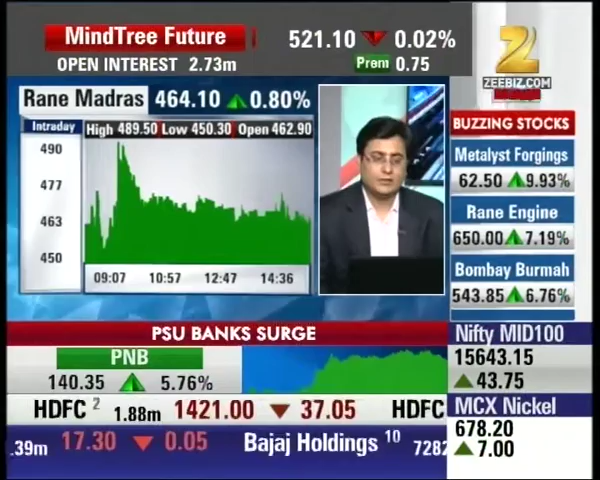 MindTree Future
OPEN INTEREST 2.73m
521.10 0.02%
Prem 0.75
Z
ZEEBIZ.COM
Rane Madras 464.10 0.80%
Intraday High 489.50 Low 450.30 Open 462.90
490
477
463
450
09:07 10:57 12:47 14:36
BUZZING STOCKS
Metalyst Forgings
62.50 9.93%
Rane Engine
650.00 7.19%
Bombay Burmah
543.85 6.76%
PSU BANKS SURGE
PNB
140.35 5.76%
Nifty MID100
15643.15
43.75
HDFC 2 1.88m 1421.00 37.05 HDFC
MCX Nickel
678.20
7.00
.39m 17.30 0.05 Bajaj Holdings 10 7282